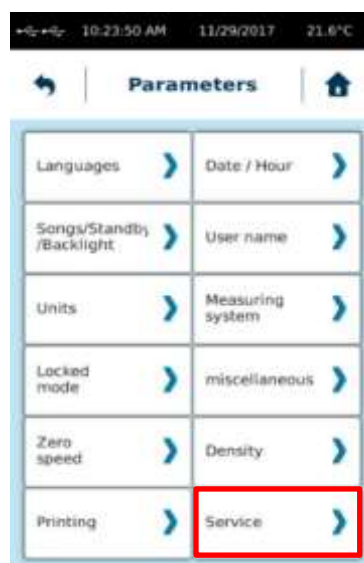 10:23:50 AM 11/29/2017 21.6°C
Parameters
Languages
Date / Hour
Songs/Standby
/Backlight
User name
Units
Measuring
system
Locked
mode
miscellaneous
Zero
speed
Density
Printing
Service